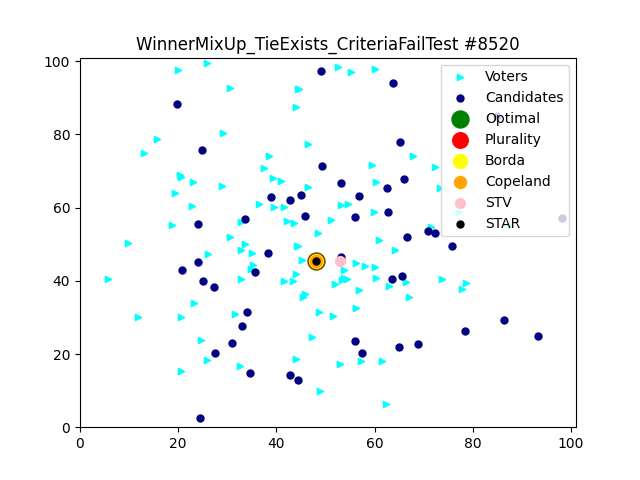 WinnerMixUp_TieExists_CriteriaFailTest #8520
100
80
60
40
20
0
0
20
40
60
80
100
Voters
Candidates
Optimal
Plurality
Borda
Copeland
STV
STAR